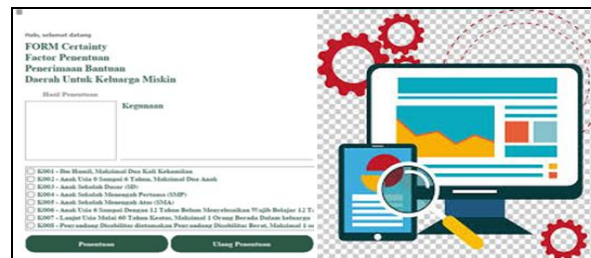 Halo, selamat datang
FORM Certainty
Factor Penentuan
Penerimaan Bantuan
Daerah Untuk Keluarga Miskin
Hasil Penentuan
Kegunaan
K001 - Ibu Hamil, Maksimal Dua Kali Kehamilan
K002 - Anak Usia 0 Sampai 6 Tahun, Maksimal Dua Anak
K003 - Anak Sekolah Dasar (SD)
K004 - Anak Sekolah Menengah Pertama (SMP)
K005 - Anak Sekolah Menengah Atas (SMA)
K006 - Anak Usia 6 Sampai Dengan 12 Tahun Belum Menyelesaikan Wajib Belajar 12 T
K007 - Lanjut Usia Mulai 60 Tahun Keatas, Maksimal 1 Orang Berada Dalam keluarga
K008 - Penyandang Disabilitas diutamakan Penyandang Disabilitas Berat, Maksimal 1 o
Penentuan
Ulang Penentuan